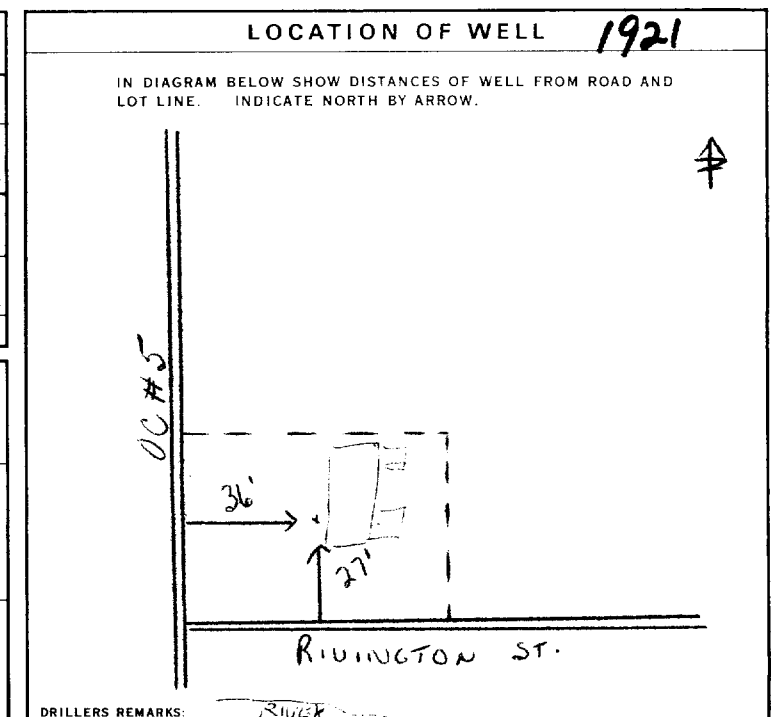 LOCATION OF WELL 1921
IN DIAGRAM BELOW SHOW DISTANCES OF WELL FROM ROAD AND
LOT LINE. INDICATE NORTH BY ARROW.
OC #5
36'
27'
RIVINGTON ST.
DRILLERS REMARKS: RIVER